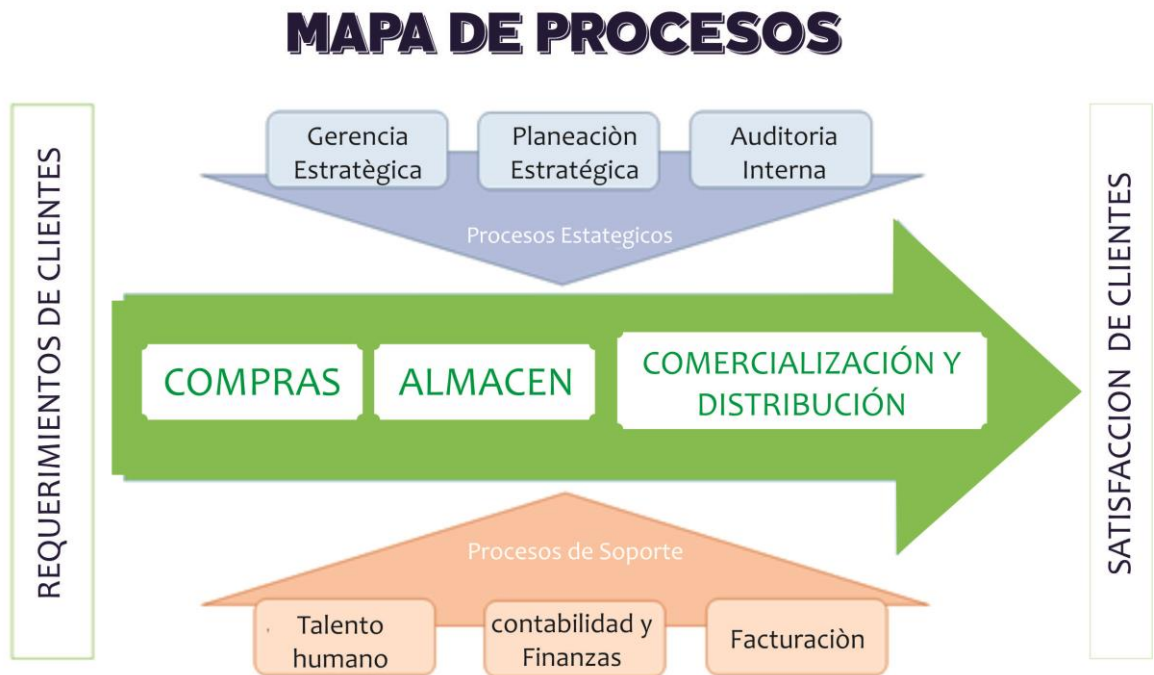 MAPA DE PROCESOS
REQUERIMIENTOS DE CLIENTES
Gerencia
Estratègica
Planeaciòn
Estratégica
Auditoria
Interna
Procesos Estategicos
COMPRAS
ALMACEN
COMERCIALIZACIÓN Y
DISTRIBUCIÓN
Procesos de Soporte
Talento
humano
contabilidad y
Finanzas
Facturaciòn
SATISFACCION DE CLIENTES